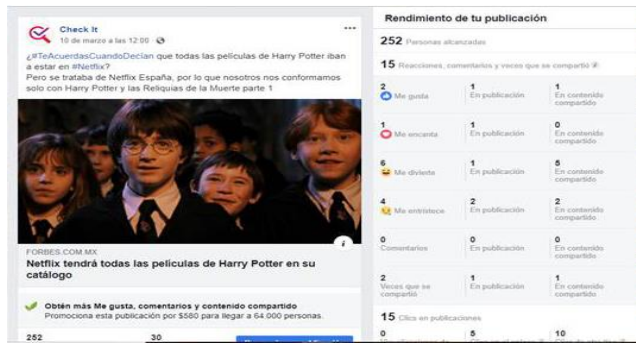 Check It
10 de marzo a las 12:00
¿#TeAcuerdasCuandoDecían que todas las películas de Harry Potter iban
a estar en #Netflix?
Pero se trataba de Netflix España, por lo que nosotros nos conformamos
solo con Harry Potter y las Reliquias de la Muerte parte 1
FORBES.COM.MX
Netflix tendrá todas las películas de Harry Potter en su
catálogo
Obtén más Me gusta, comentarios y contenido compartido
Promociona esta publicación por $580 para llegar a 64 000 personas.
252 30
Rendimiento de tu publicación
252 Personas alcanzadas
15 Reacciones, comentarios y veces que se compartió
2 1 1
Me gusta En publicación En contenido
compartido
1 1 0
Me encanta En publicación En contenido
compartido
6 1 5
Me divierte En publicación En contenido
compartido
4 2 2
Me entristece En publicación En contenido
compartido
0 0 0
Comentarios En publicación En contenido
compartido
2 1 1
Veces que se En publicación En contenido
compartió compartido
15 Clics en publicaciones
0 5 10